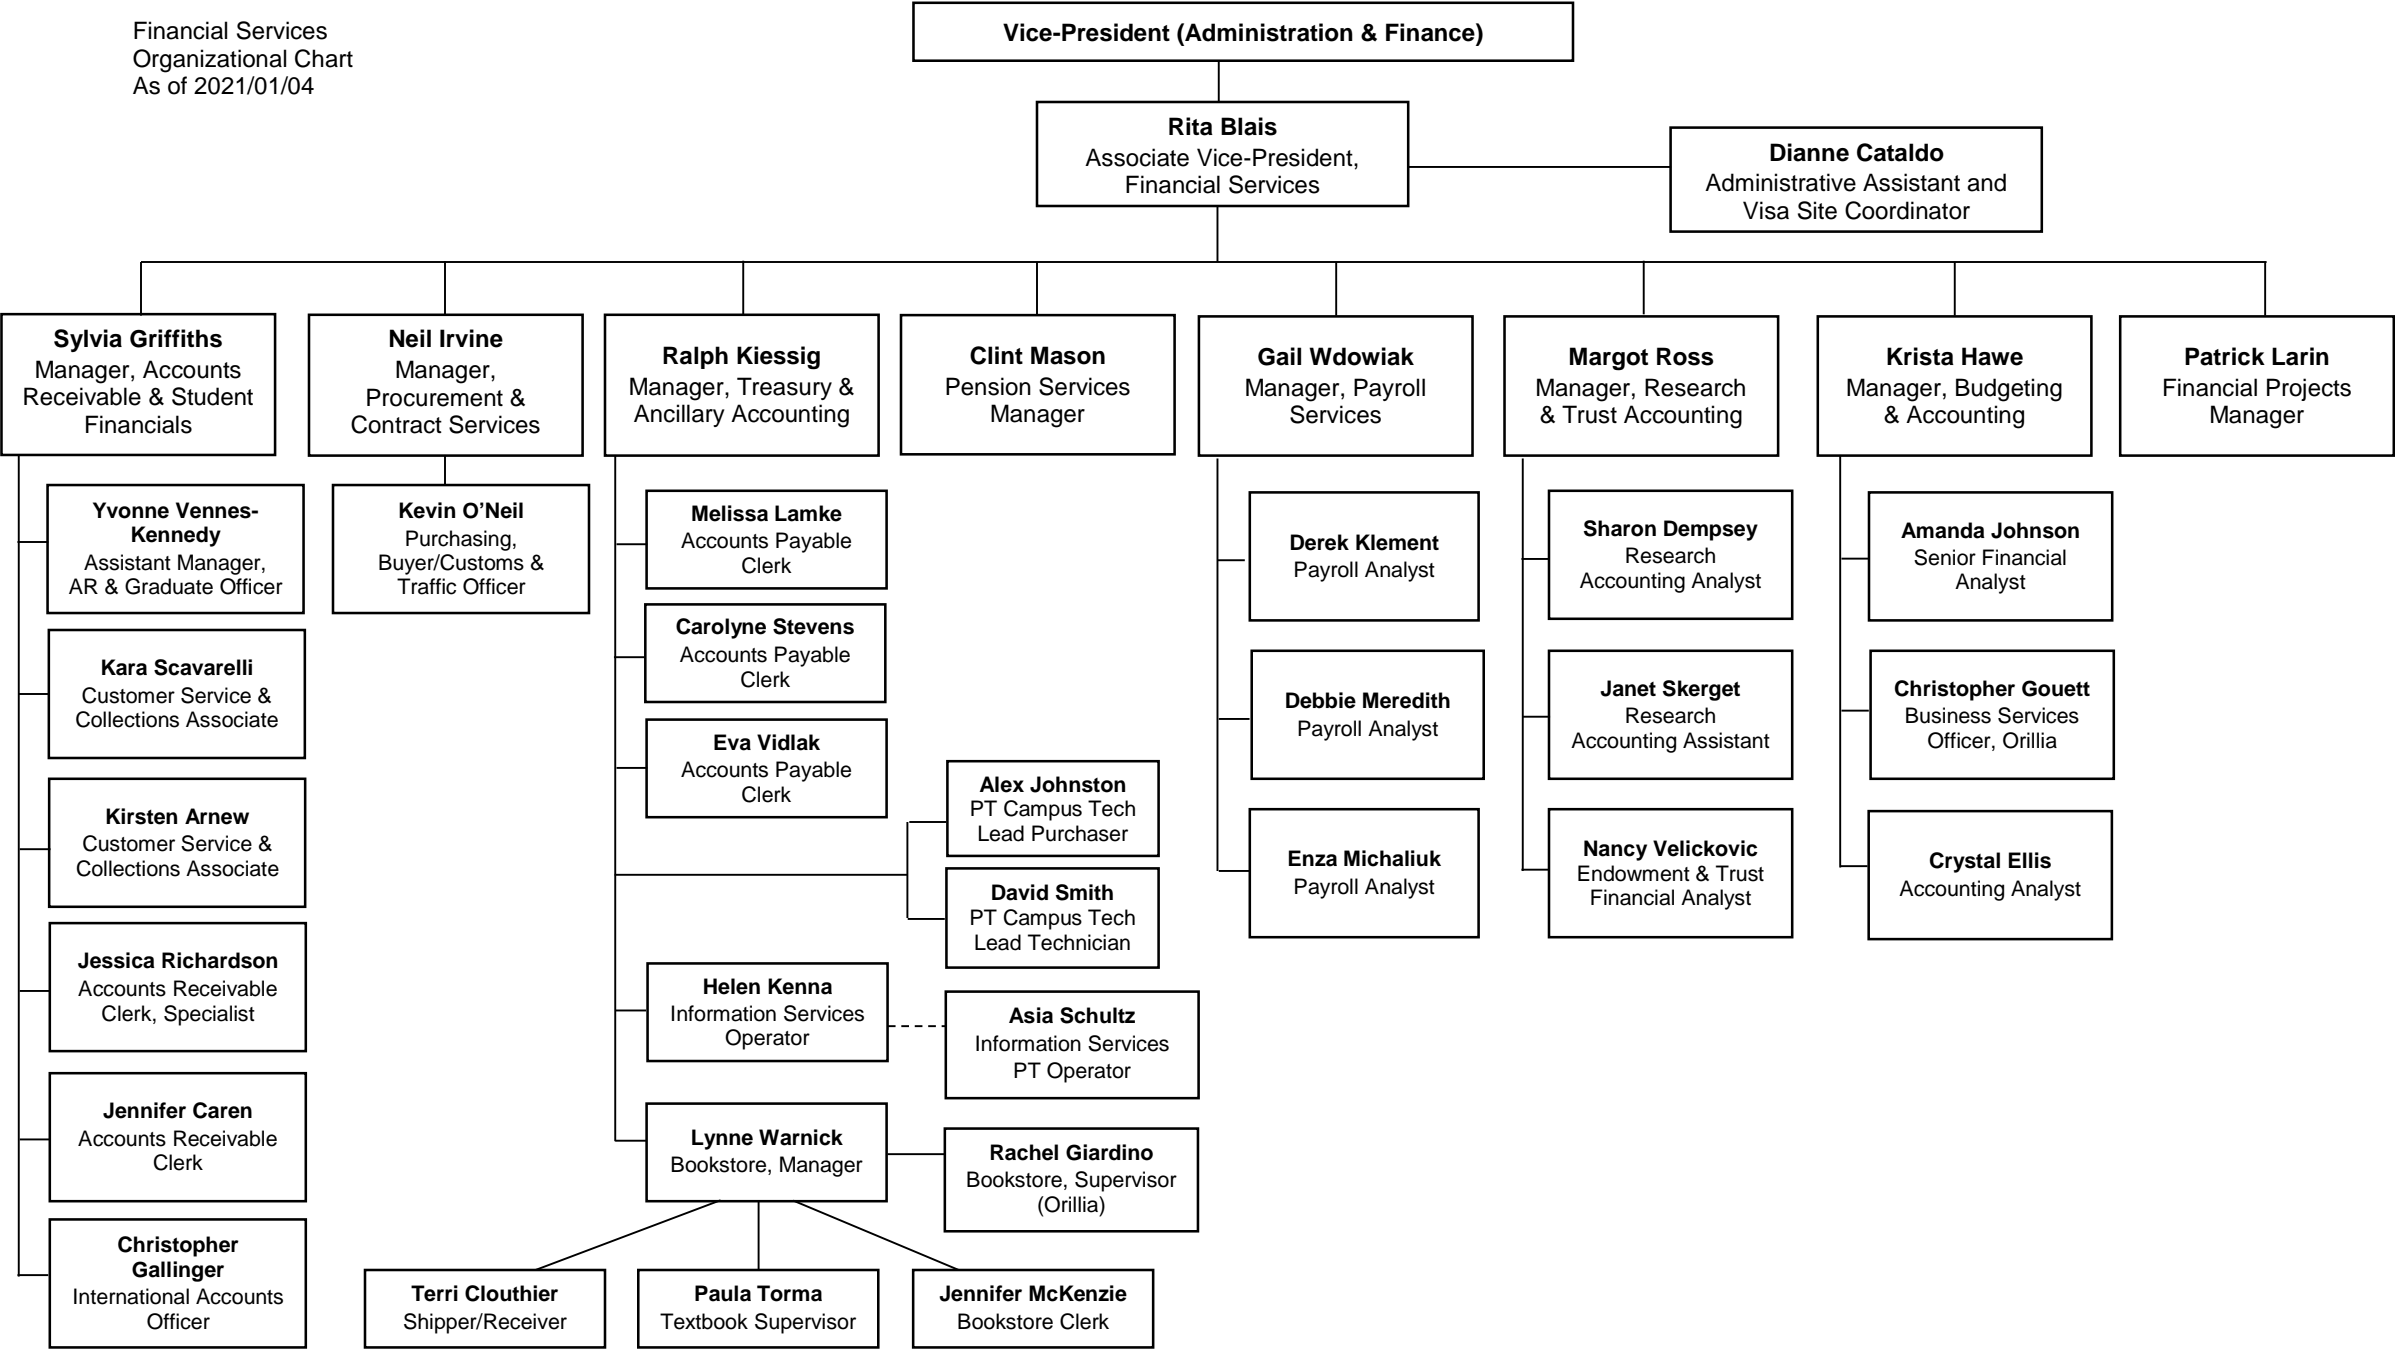 Financial Services
Organizational Chart
As of 2021/01/04
Vice-President (Administration & Finance)
Rita Blais
Associate Vice-President,
Financial Services
Dianne Cataldo
Administrative Assistant and
Visa Site Coordinator
Sylvia Griffiths
Manager, Accounts
Receivable & Student
Financials
Neil Irvine
Manager,
Procurement &
Contract Services
Ralph Kiessig
Manager, Treasury &
Ancillary Accounting
Clint Mason
Pension Services
Manager
Gail Wdowiak
Manager, Payroll
Services
Margot Ross
Manager, Research
& Trust Accounting
Krista Hawe
Manager, Budgeting
& Accounting
Patrick Larin
Financial Projects
Manager
Yvonne Vennes-
Kennedy
Assistant Manager,
AR & Graduate Officer
Kara Scavarelli
Customer Service &
Collections Associate
Kirsten Arnew
Customer Service &
Collections Associate
Jessica Richardson
Accounts Receivable
Clerk, Specialist
Jennifer Caren
Accounts Receivable
Clerk
Christopher
Gallinger
International Accounts
Officer
Kevin O’Neil
Purchasing,
Buyer/Customs &
Traffic Officer
Melissa Lamke
Accounts Payable
Clerk
Carolyne Stevens
Accounts Payable
Clerk
Eva Vidlak
Accounts Payable
Clerk
Alex Johnston
PT Campus Tech
Lead Purchaser
David Smith
PT Campus Tech
Lead Technician
Helen Kenna
Information Services
Operator
Asia Schultz
Information Services
PT Operator
Lynne Warnick
Bookstore, Manager
Rachel Giardino
Bookstore, Supervisor
(Orillia)
Terri Clouthier
Shipper/Receiver
Paula Torma
Textbook Supervisor
Jennifer McKenzie
Bookstore Clerk
Derek Klement
Payroll Analyst
Debbie Meredith
Payroll Analyst
Enza Michaliuk
Payroll Analyst
Sharon Dempsey
Research
Accounting Analyst
Janet Skerget
Research
Accounting Assistant
Nancy Velickovic
Endowment & Trust
Financial Analyst
Amanda Johnson
Senior Financial
Analyst
Christopher Gouett
Business Services
Officer, Orillia
Crystal Ellis
Accounting Analyst